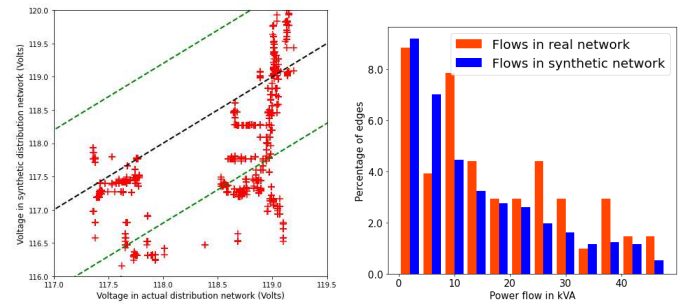 Voltage in synthetic distribution network (Volts)
120.0
119.5
119.0
118.5
118.0
117.5
117.0
116.5
116.0
117.0 117.5 118.0 118.5 119.0 119.5
Voltage in actual distribution network (Volts)
Percentage of edges
8.0
6.0
4.0
2.0
0.0
Flows in real network
Flows in synthetic network
0 10 20 30 40
Power flow in kVA